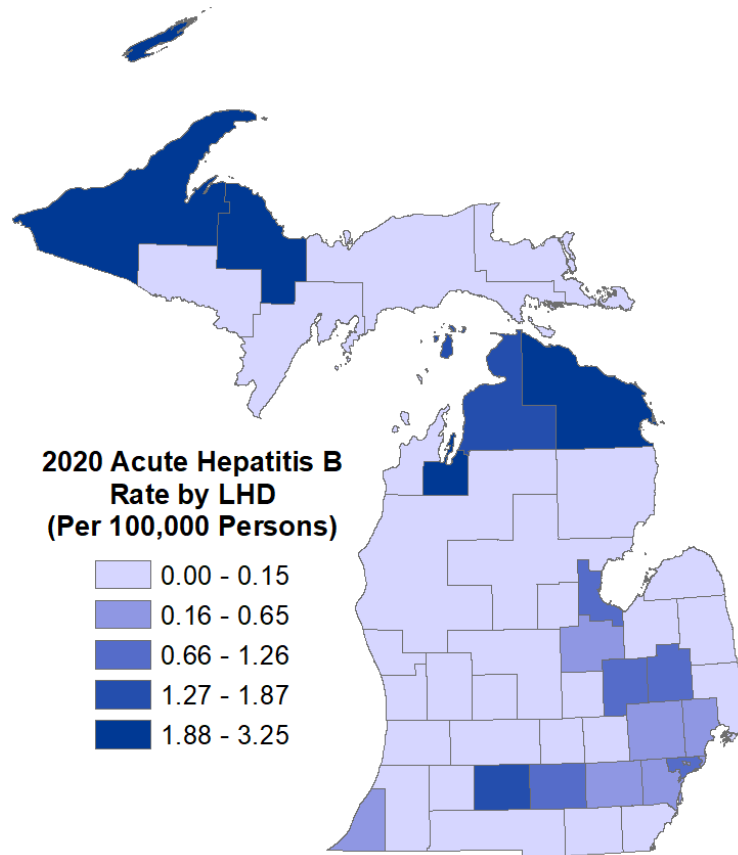 2020 Acute Hepatitis B
Rate by LHD
(Per 100,000 Persons)
0.00 - 0.15
0.16 - 0.65
0.66 - 1.26
1.27 - 1.87
1.88 - 3.25